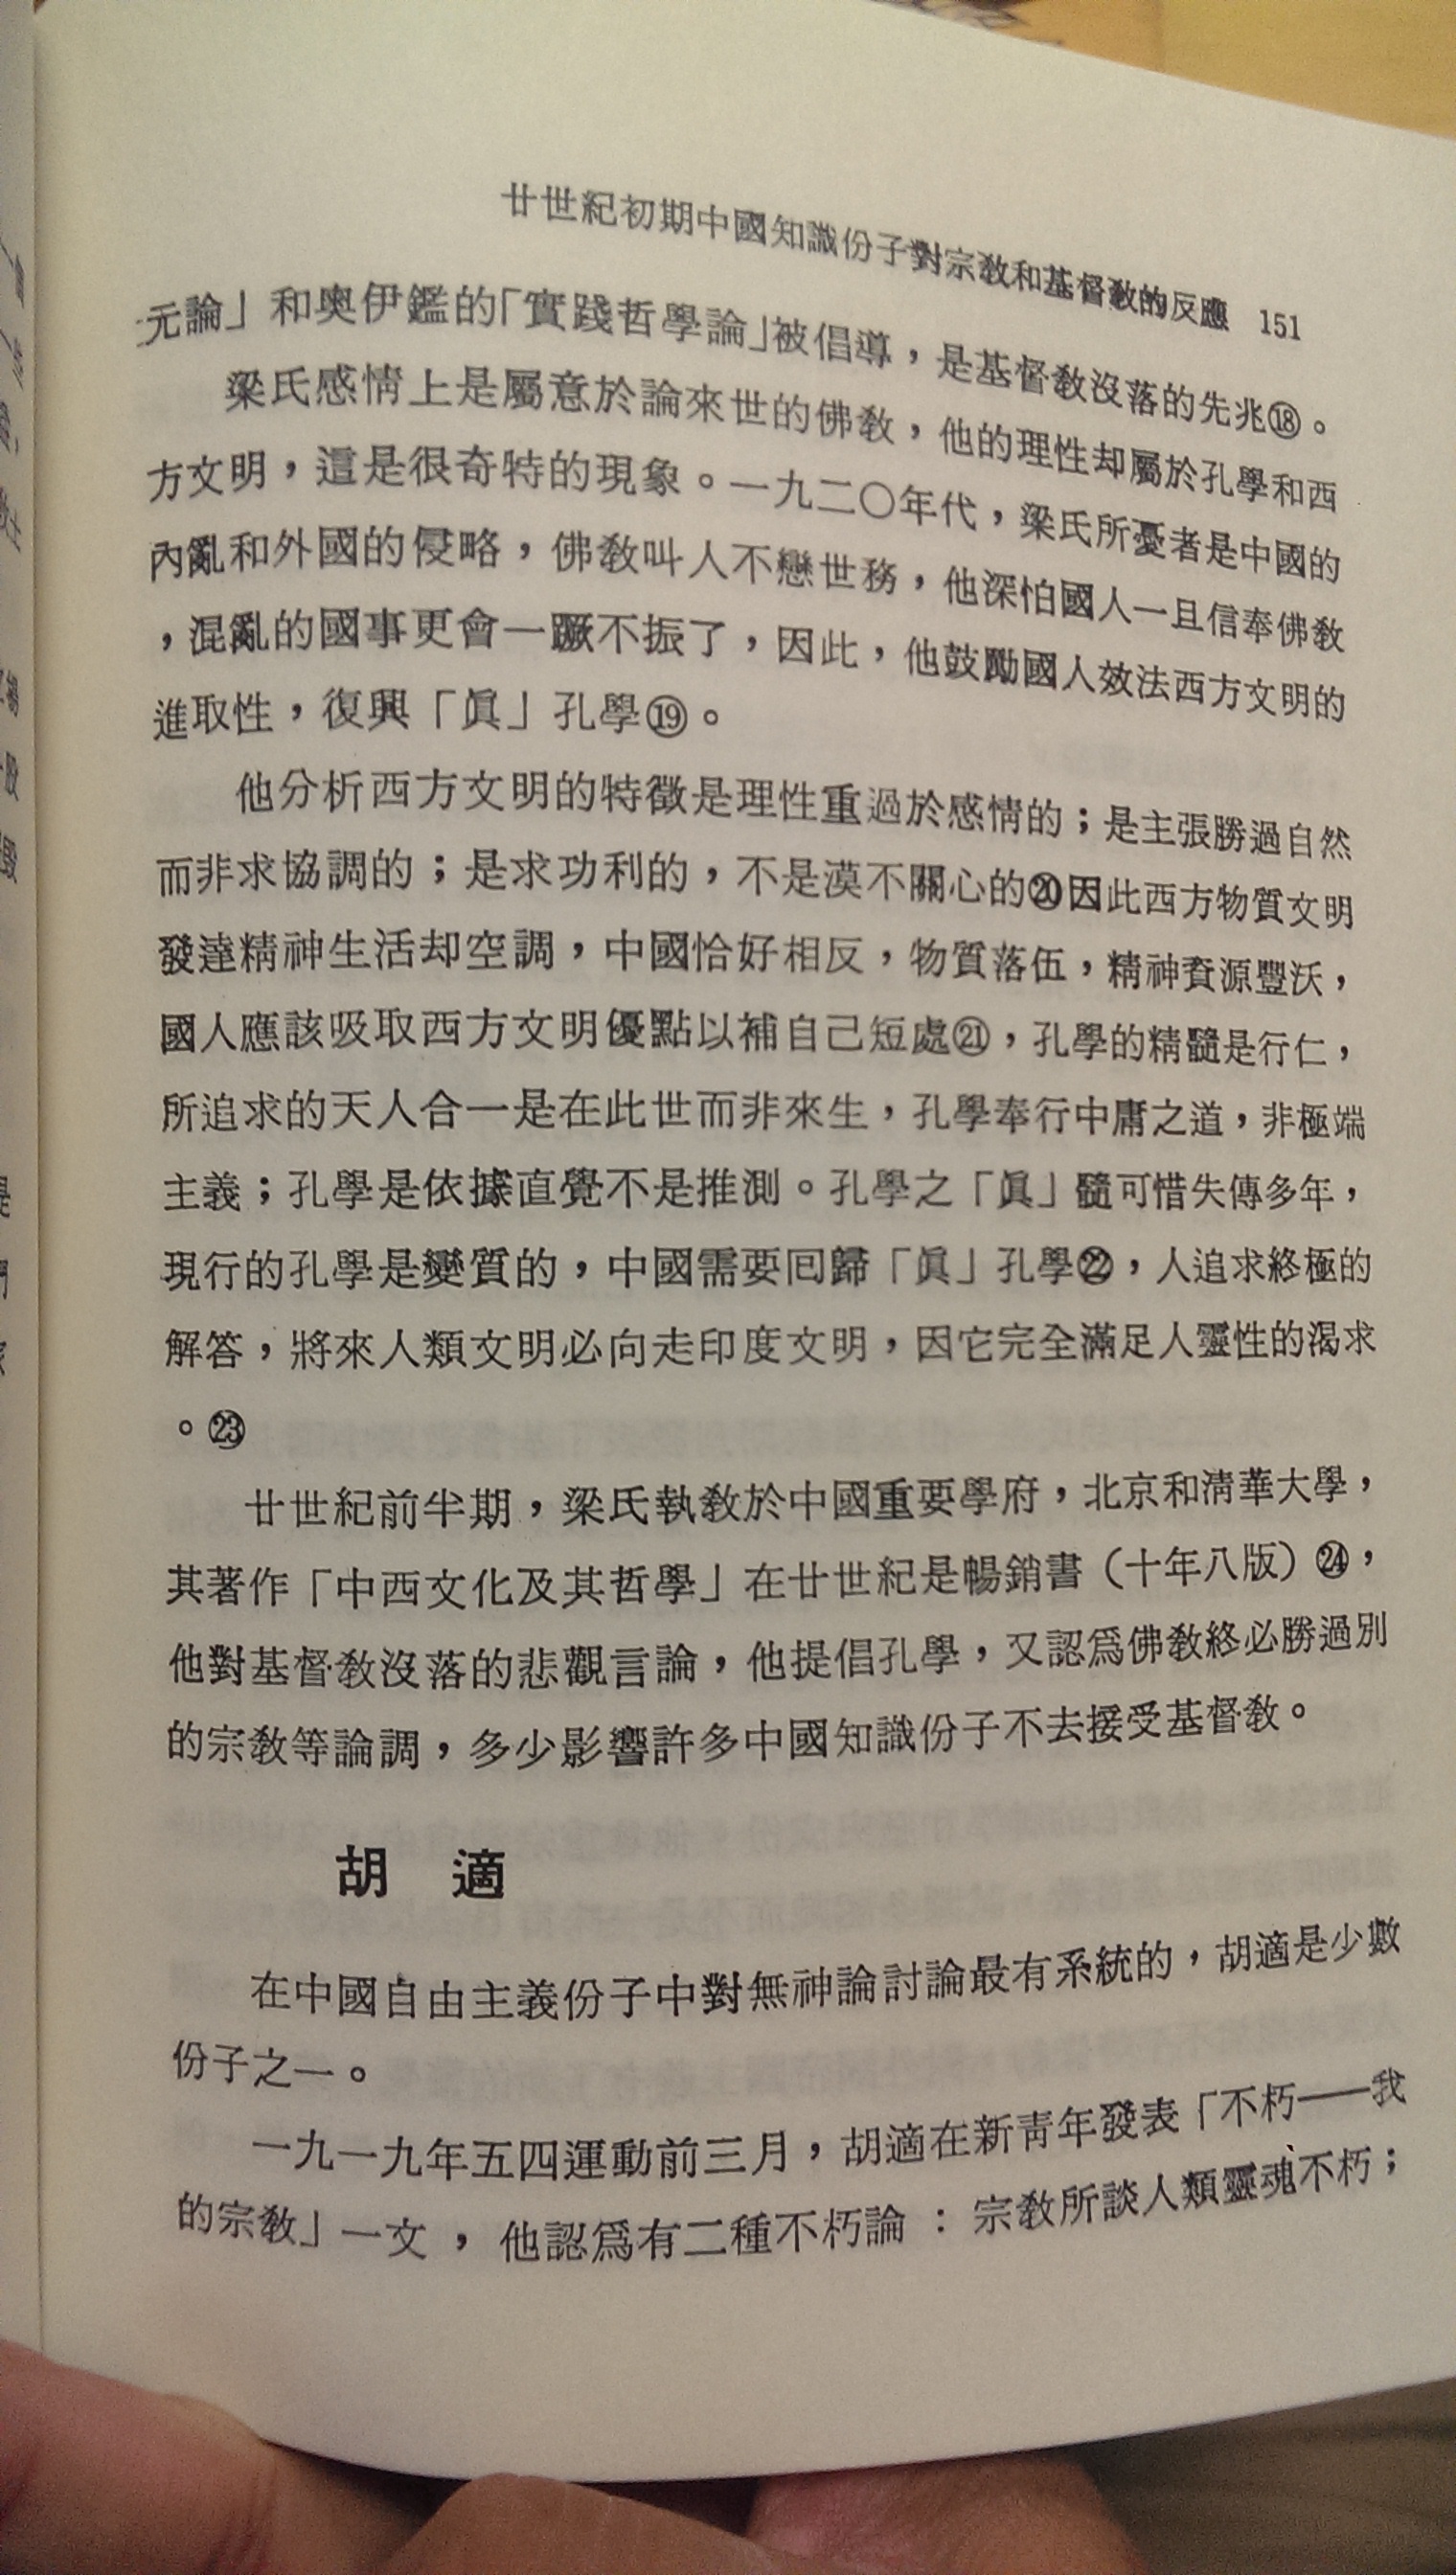 廿世紀初期中國知識份子對宗教和基督教的反應 151
元論」和奧伊鑑的「實踐哲學論」被倡導，是基督教沒落的先兆⑱。
梁氏感情上是屬意於論來世的佛教，他的理性却屬於孔學和西
方文明，這是很奇特的現象。一九二〇年代，梁氏所憂者是中國的
內亂和外國的侵略，佛教叫人不戀世務，他深怕國人一旦信奉佛教
，混亂的國事更會一蹶不振了，因此，他鼓勵國人效法西方文明的
進取性，復興「眞」孔學⑲。
他分析西方文明的特徵是理性重過於感情的；是主張勝過自然
而非求協調的；是求功利的，不是漠不關心的⑳因此西方物質文明
發達精神生活却空調，中國恰好相反，物質落伍，精神資源豐沃，
國人應該吸取西方文明優點以補自己短處㉑，孔學的精髓是行仁，
所追求的天人合一是在此世而非來生，孔學奉行中庸之道，非極端
主義；孔學是依據直覺不是推測。孔學之「眞」髓可惜失傳多年，
現行的孔學是變質的，中國需要回歸「眞」孔學㉒，人追求終極的
解答，將來人類文明必向走印度文明，因它完全滿足人靈性的渴求
。㉓
廿世紀前半期，梁氏執教於中國重要學府，北京和淸華大學，
其著作「中西文化及其哲學」在廿世紀是暢銷書（十年八版）㉔，
他對基督教沒落的悲觀言論，他提倡孔學，又認爲佛教終必勝過別
的宗教等論調，多少影響許多中國知識份子不去接受基督教。
胡 適
在中國自由主義份子中對無神論討論最有系統的，胡適是少數
份子之一。
一九一九年五四運動前三月，胡適在新靑年發表「不朽——我
的宗教」一文，他認爲有二種不朽論：宗教所談人類靈魂不朽；